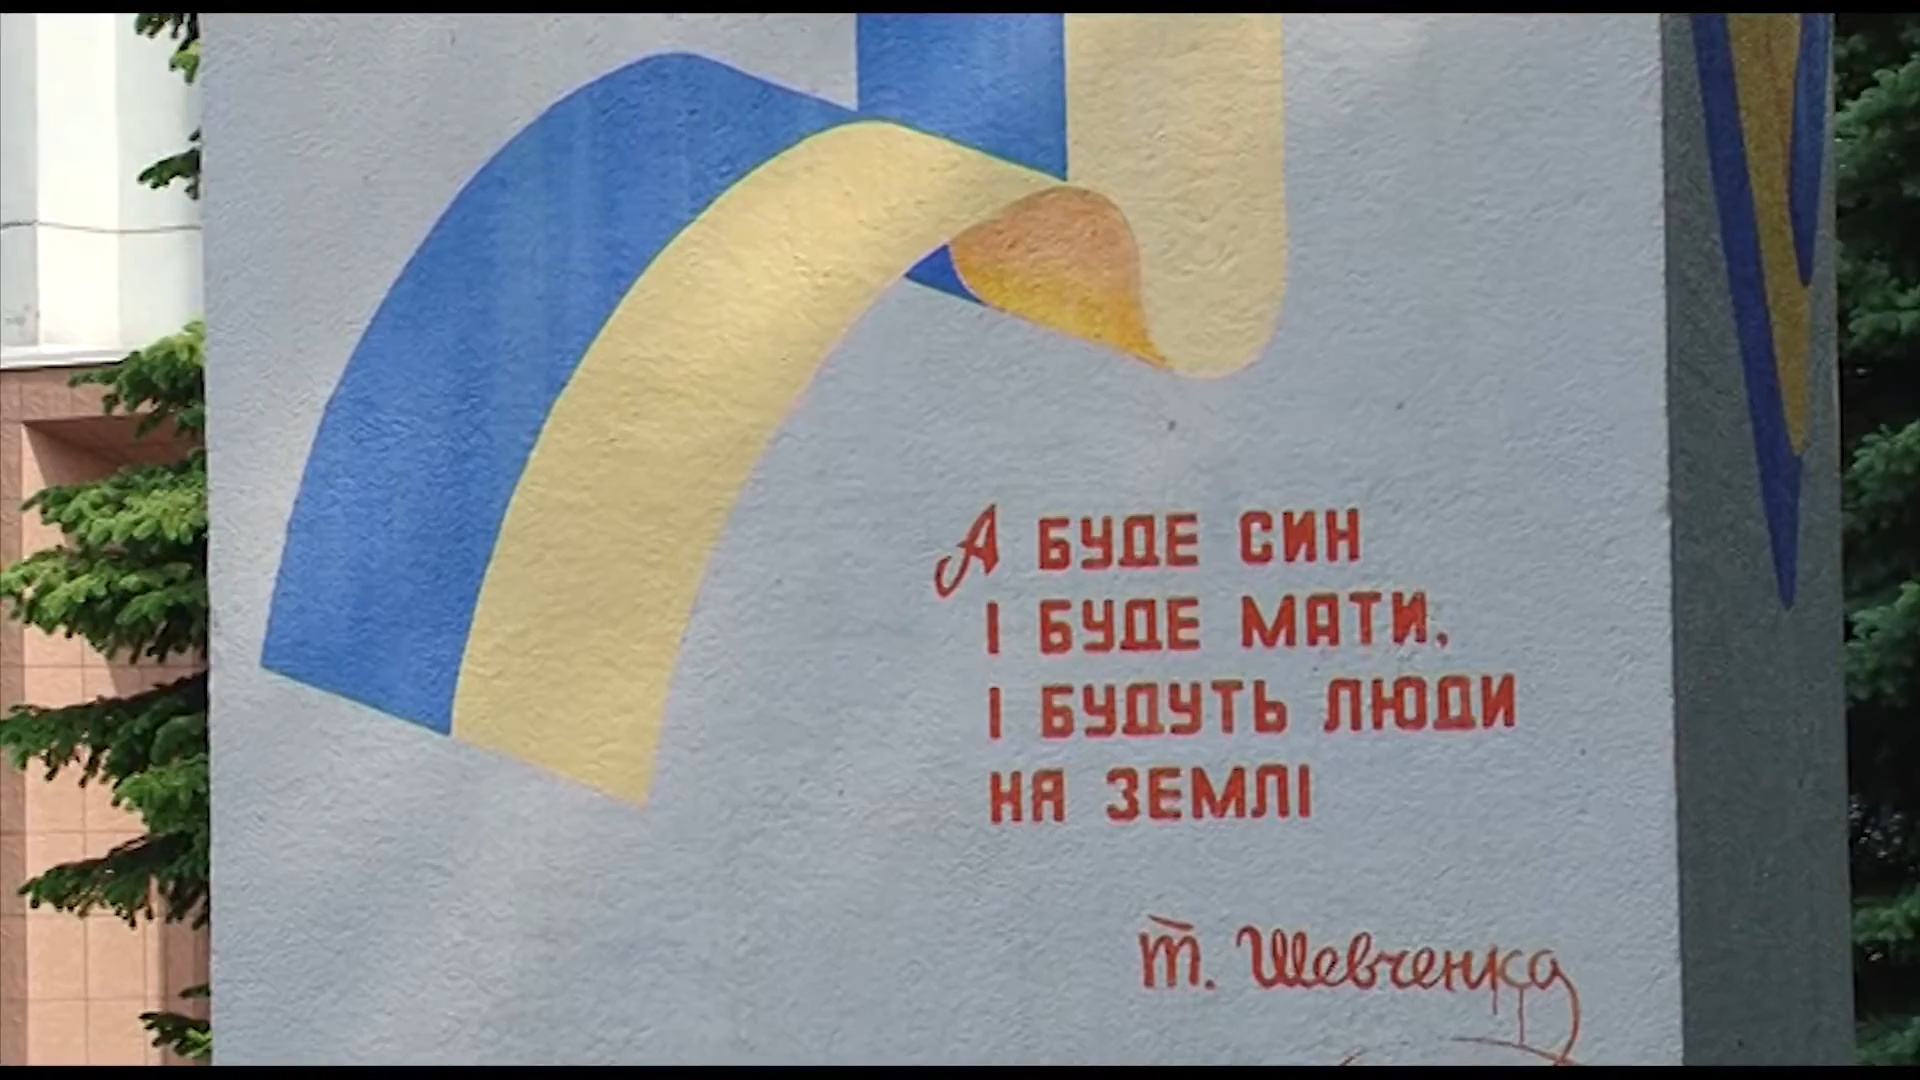 А БУДЕ СИН
І БУДЕ МАТИ,
І БУДУТЬ ЛЮДИ
НА ЗЕМЛІ
Т. Шевченко